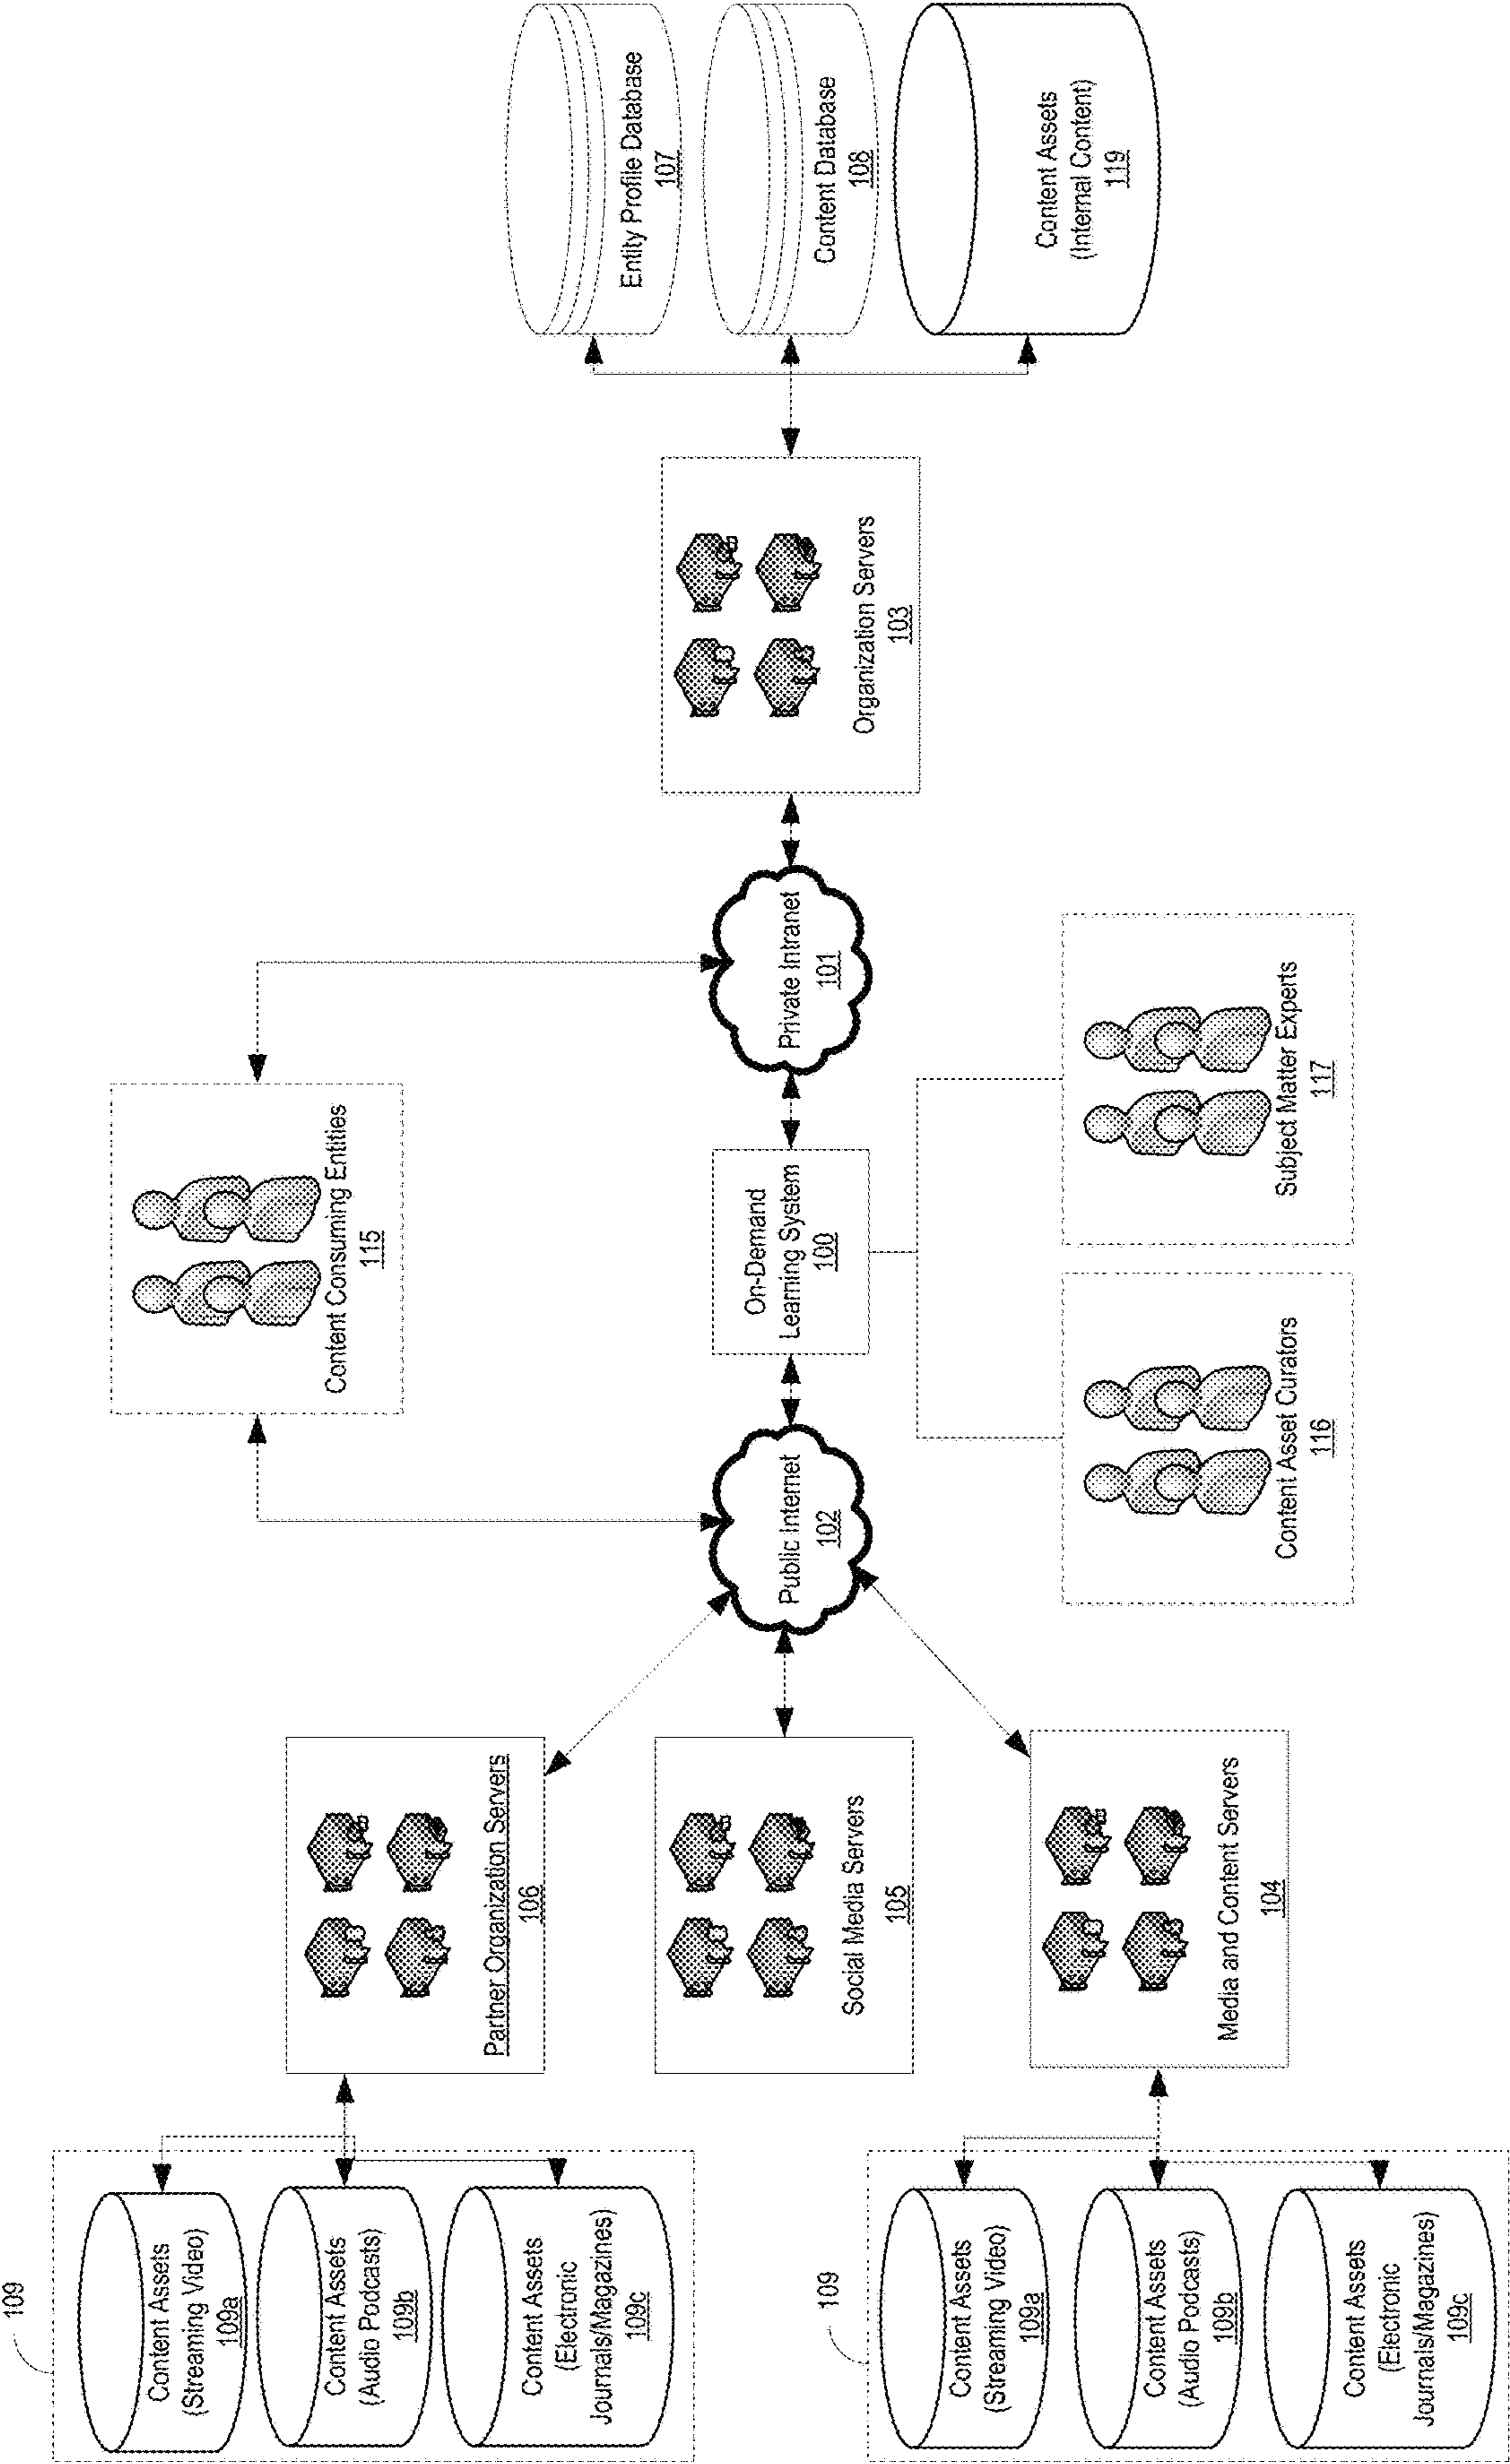 109
Content Assets
(Streaming Video)
109a
Content Assets
(Audio Podcasts)
109b
Content Assets
(Electronic
Journals/Magazines)
109c
Partner Organization Servers
106
Content Consuming Entities
115
Entity Profile Database
107
Social Media Servers
105
Public Internet
102
On-Demand
Learning System
100
Private Intranet
101
Organization Servers
103
Content Database
108
109
Content Assets
(Streaming Video)
109a
Content Assets
(Audio Podcasts)
109b
Content Assets
(Electronic
Journals/Magazines)
109c
Media and Content Servers
104
Content Asset Curators
116
Subject Matter Experts
117
Content Assets
(Internal Content)
119